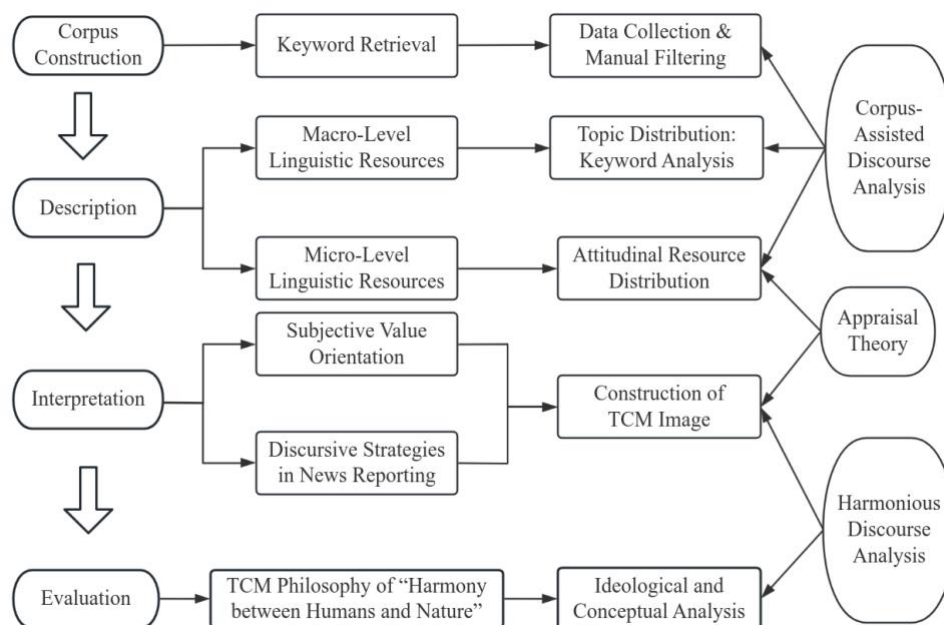 Corpus
Construction
Keyword Retrieval
Data Collection &
Manual Filtering
Corpus-
Assisted
Discourse
Analysis
Macro-Level
Linguistic Resources
Topic Distribution:
Keyword Analysis
Description
Micro-Level
Linguistic Resources
Attitudinal Resource
Distribution
Appraisal
Theory
Subjective Value
Orientation
Interpretation
Construction of
TCM Image
Discursive Strategies
in News Reporting
Harmonious
Discourse
Analysis
Evaluation
TCM Philosophy of “Harmony
between Humans and Nature”
Ideological and
Conceptual Analysis